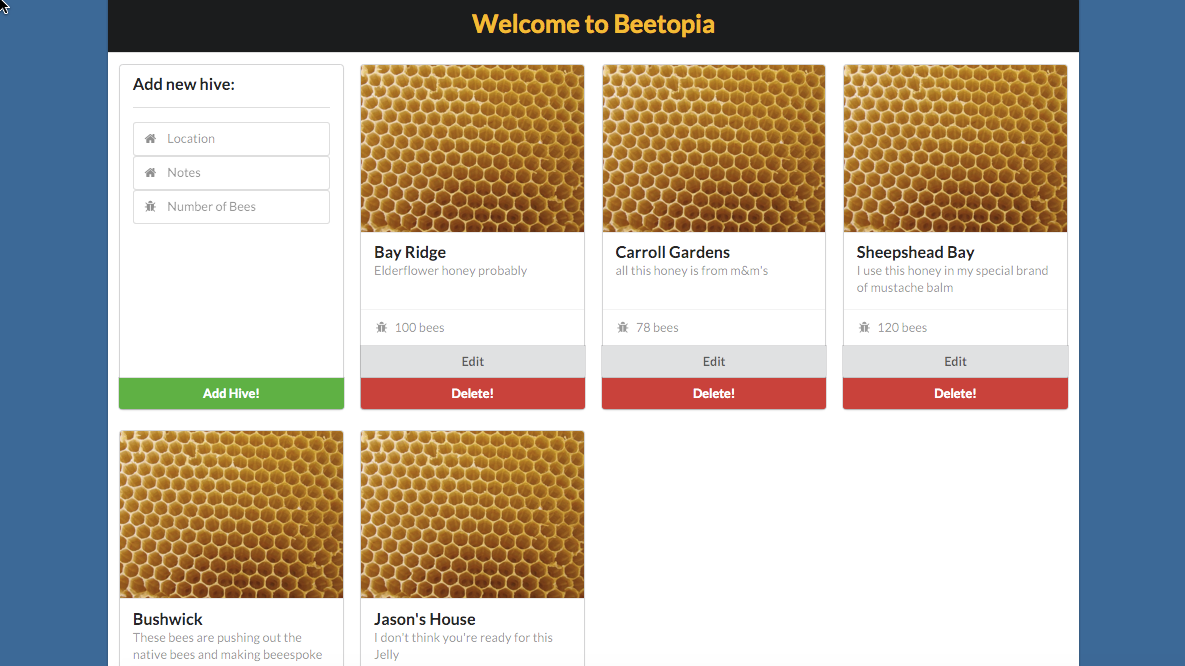 Welcome to Beetopia
Add new hive:
Location
Notes
Number of Bees
Add Hive!
Bay Ridge
Elderflower honey probably
100 bees
Edit
Delete!
Carroll Gardens
all this honey is from m&m's
78 bees
Edit
Delete!
Sheepshead Bay
I use this honey in my special brand
of mustache balm
120 bees
Edit
Delete!
Bushwick
These bees are pushing out the
native bees and making beeespoke
Jason's House
I don't think you're ready for this
Jelly